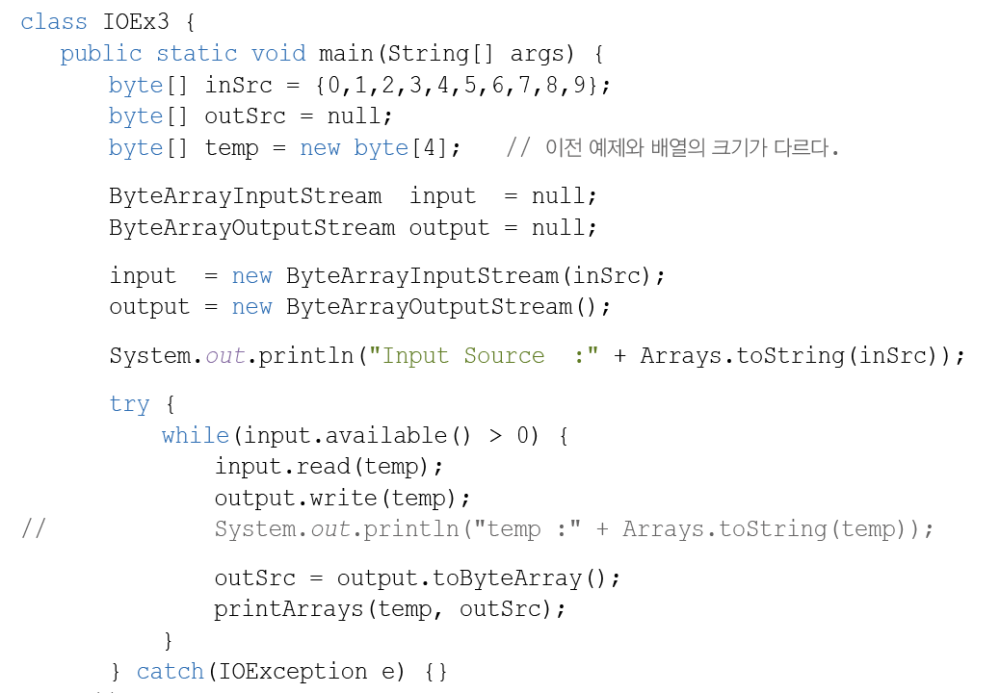 class IOEx3 {
public static void main(String[] args) {
byte[] inSrc = {0,1,2,3,4,5,6,7,8,9};
byte[] outSrc = null;
byte[] temp = new byte[4];   // 이전 예제와 배열의 크기가 다르다.
ByteArrayInputStream  input  = null;
ByteArrayOutputStream output = null;
input  = new ByteArrayInputStream(inSrc);
output = new ByteArrayOutputStream();
System.out.println("Input Source  :" + Arrays.toString(inSrc));
try {
while(input.available() > 0) {
input.read(temp);
output.write(temp);
//            System.out.println("temp :" + Arrays.toString(temp));
outSrc = output.toByteArray();
printArrays(temp, outSrc);
}
} catch(IOException e) {}